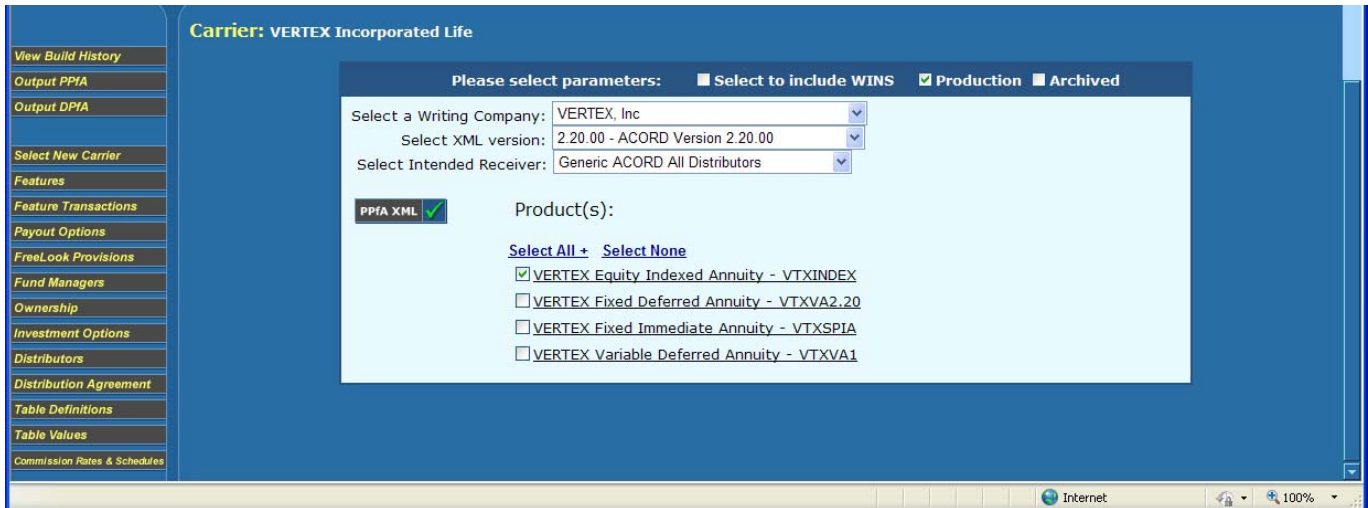 Carrier: VERTEX Incorporated Life
View Build History
Output PPfA
Output DPfA
Select New Carrier
Features
Feature Transactions
Payout Options
FreeLook Provisions
Fund Managers
Ownership
Investment Options
Distributors
Distribution Agreement
Table Definitions
Table Values
Commission Rates & Schedules
Please select parameters: Select to include WINS Production Archived
Select a Writing Company: VERTEX, Inc
Select XML version: 2.20.00 - ACORD Version 2.20.00
Select Intended Receiver: Generic ACORD All Distributors
PPfA XML Product(s):
Select All + Select None
VERTEX Equity Indexed Annuity - VTXINDEX
VERTEX Fixed Deferred Annuity - VTXVA2.20
VERTEX Fixed Immediate Annuity - VTXSPIA
VERTEX Variable Deferred Annuity - VTXVA1
Internet 100%